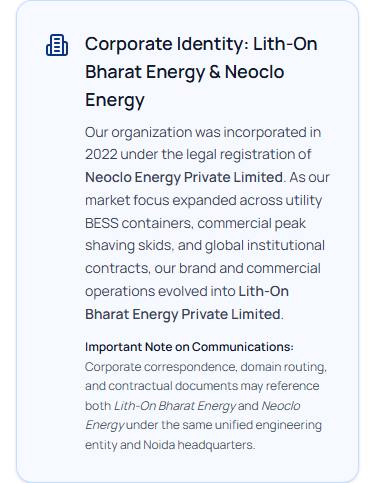 Corporate Identity: Lith-On
Bharat Energy & Neoclo
Energy
Our organization was incorporated in
2022 under the legal registration of
Neoclo Energy Private Limited. As our
market focus expanded across utility
BESS containers, commercial peak
shaving skids, and global institutional
contracts, our brand and commercial
operations evolved into Lith-On
Bharat Energy Private Limited.
Important Note on Communications:
Corporate correspondence, domain routing,
and contractual documents may reference
both Lith-On Bharat Energy and Neoclo
Energy under the same unified engineering
entity and Noida headquarters.